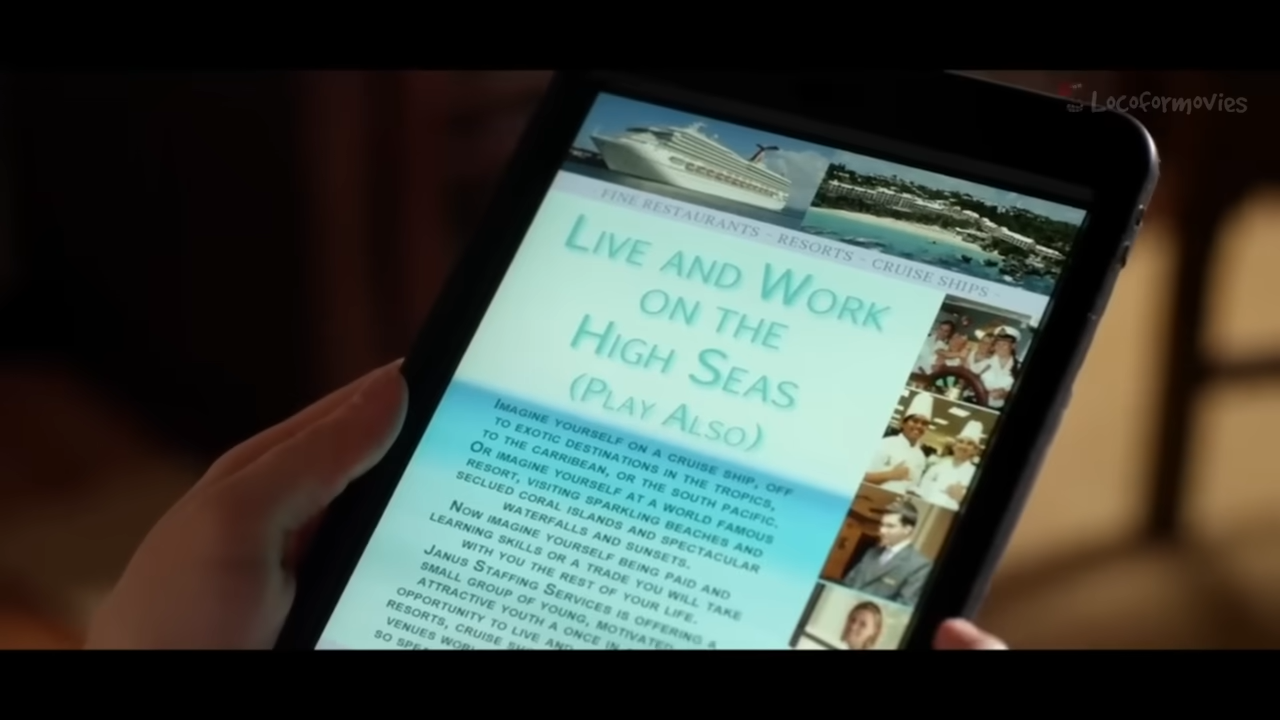 Locoformovies
FINE RESTAURANTS - RESORTS - CRUISE SHIPS -
LIVE AND WORK
ON THE
HIGH SEAS
(PLAY ALSO)
IMAGINE YOURSELF ON A CRUISE SHIP, OFF
TO EXOTIC DESTINATIONS IN THE TROPICS,
TO THE CARRIBEAN, OR THE SOUTH PACIFIC.
OR IMAGINE YOURSELF AT A WORLD FAMOUS
RESORT, VISITING SPARKLING BEACHES AND
SECLUED CORAL ISLANDS AND SPECTACULAR
WATERFALLS AND SUNSETS.
NOW IMAGINE YOURSELF BEING PAID AND
LEARNING SKILLS OR A TRADE YOU WILL TAKE
WITH YOU THE REST OF YOUR LIFE.
JANUS STAFFING SERVICES IS OFFERING A
SMALL GROUP OF YOUNG, MOTIVATED,
ATTRACTIVE YOUTH A ONCE IN A
OPPORTUNITY TO LIVE AND
RESORTS, CRUISE
VENUES
SO